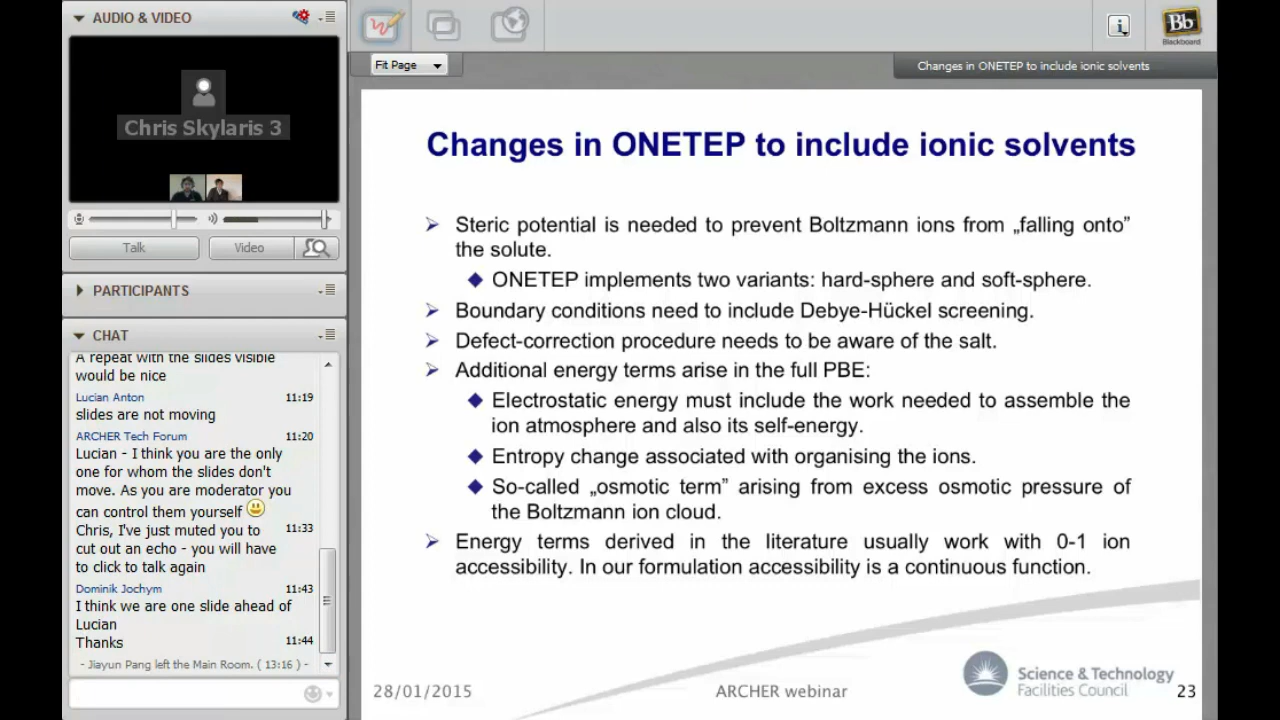 AUDIO & VIDEO
Chris Skylaris 3
Talk
Video
PARTICIPANTS
CHAT
A repeat with the slides visible
would be nice
Lucian Anton 11:19
slides are not moving
ARCHER Tech Forum 11:20
Lucian - I think you are the only
one for whom the slides don't
move. As you are moderator you
can control them yourself
Chris, I've just muted you to 11:33
cut out an echo - you will have
to click to talk again
Dominik Jochym 11:43
I think we are one slide ahead of
Lucian
Thanks 11:44
- Jiayun Pang left the Main Room. ( 13:16 ) -
Bb
Blackboard
Fit Page
Changes in ONETEP to include ionic solvents
Changes in ONETEP to include ionic solvents
Steric potential is needed to prevent Boltzmann ions from „falling onto”
the solute.
ONETEP implements two variants: hard-sphere and soft-sphere.
Boundary conditions need to include Debye-Hückel screening.
Defect-correction procedure needs to be aware of the salt.
Additional energy terms arise in the full PBE:
Electrostatic energy must include the work needed to assemble the
ion atmosphere and also its self-energy.
Entropy change associated with organising the ions.
So-called „osmotic term” arising from excess osmotic pressure of
the Boltzmann ion cloud.
Energy terms derived in the literature usually work with 0-1 ion
accessibility. In our formulation accessibility is a continuous function.
28/01/2015
ARCHER webinar
Science & Technology
Facilities Council
23